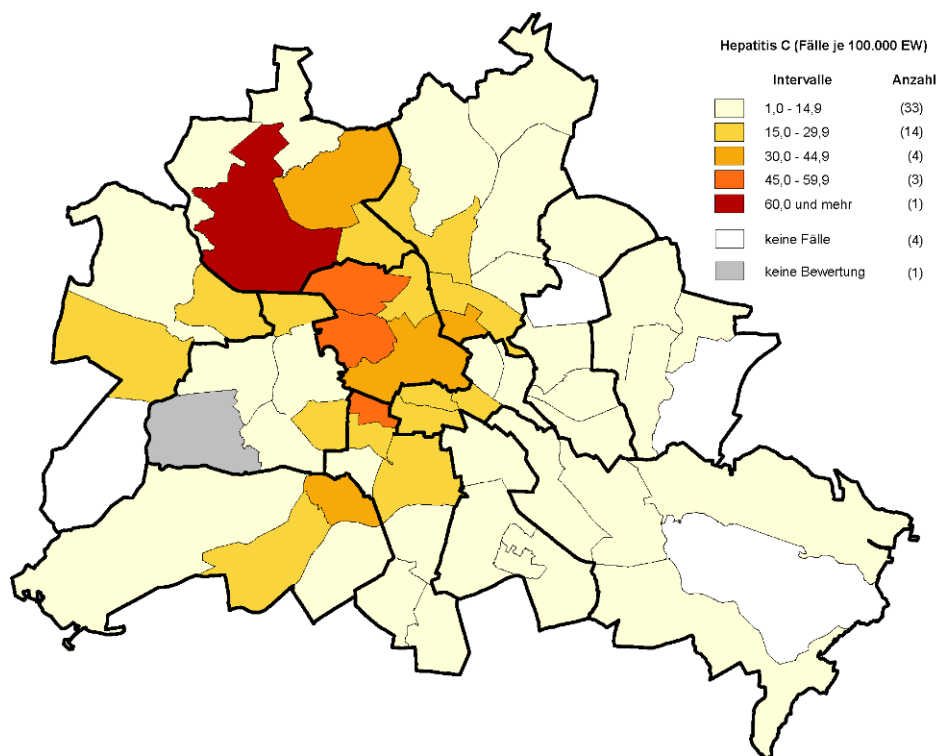 Hepatitis C (Fälle je 100.000 EW)
Intervalle Anzahl
1,0 - 14,9 (33)
15,0 - 29,9 (14)
30,0 - 44,9 (4)
45,0 - 59,9 (3)
60,0 und mehr (1)
keine Fälle (4)
keine Bewertung (1)